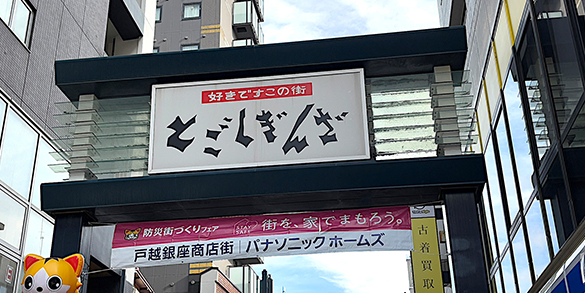 好きですこの街
とごしぎんざ
防災街づくりフェア
街を、家でまもろう。
戸越銀座商店街 パナソニック ホームズ
古着買取